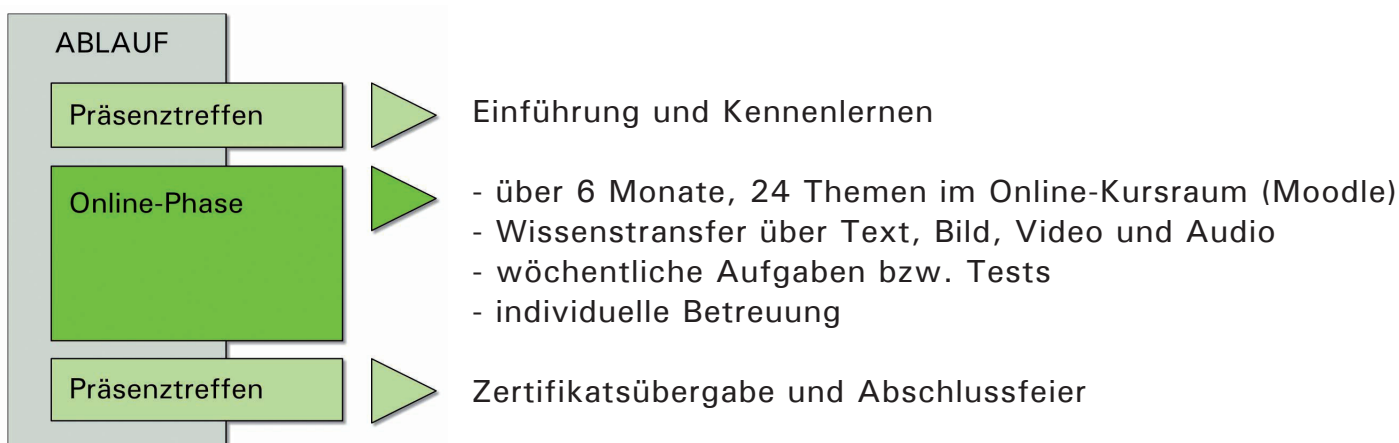 ABLAUF
Präsenztreffen
Einführung und Kennenlernen
Online-Phase
- über 6 Monate, 24 Themen im Online-Kursraum (Moodle)
- Wissenstransfer über Text, Bild, Video und Audio
- wöchentliche Aufgaben bzw. Tests
- individuelle Betreuung
Präsenztreffen
Zertifikatsübergabe und Abschlussfeier